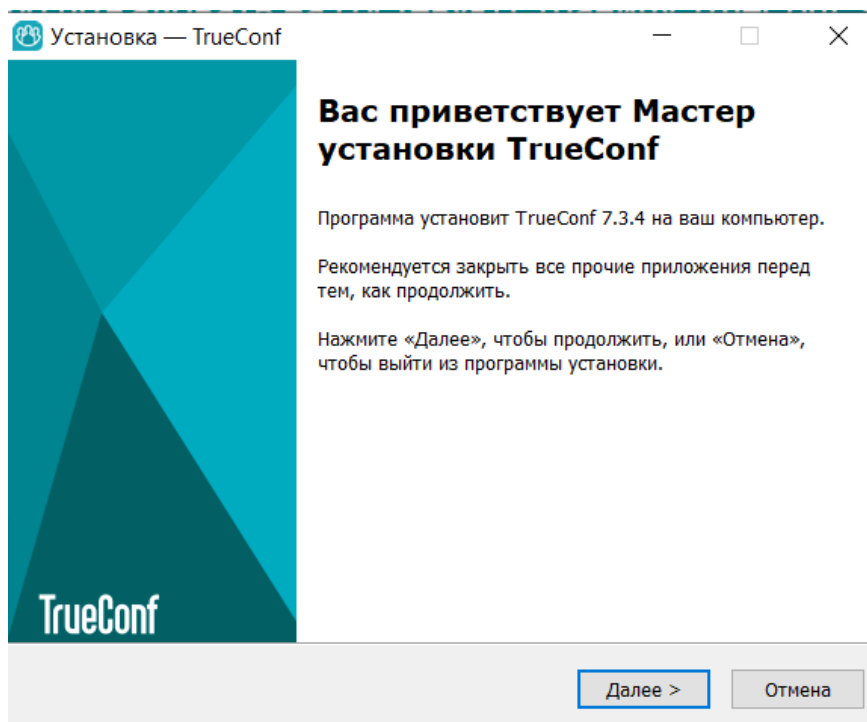 Установка — TrueConf
Вас приветствует Мастер
установки TrueConf
Программа установит TrueConf 7.3.4 на ваш компьютер.
Рекомендуется закрыть все прочие приложения перед
тем, как продолжить.
Нажмите «Далее», чтобы продолжить, или «Отмена»,
чтобы выйти из программы установки.
TrueConf
Далее >
Отмена